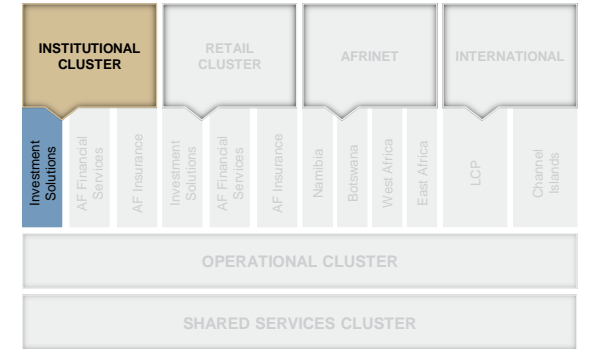 INSTITUTIONAL
CLUSTER
RETAIL
CLUSTER
AFRINET
INTERNATIONAL
Investment
Solutions
AF Financial
Services
AF Insurance
Investment
Solutions
AF Financial
Services
AF Insurance
Namibia
Botswana
West Africa
East Africa
LCP
Channel
Islands
OPERATIONAL CLUSTER
SHARED SERVICES CLUSTER